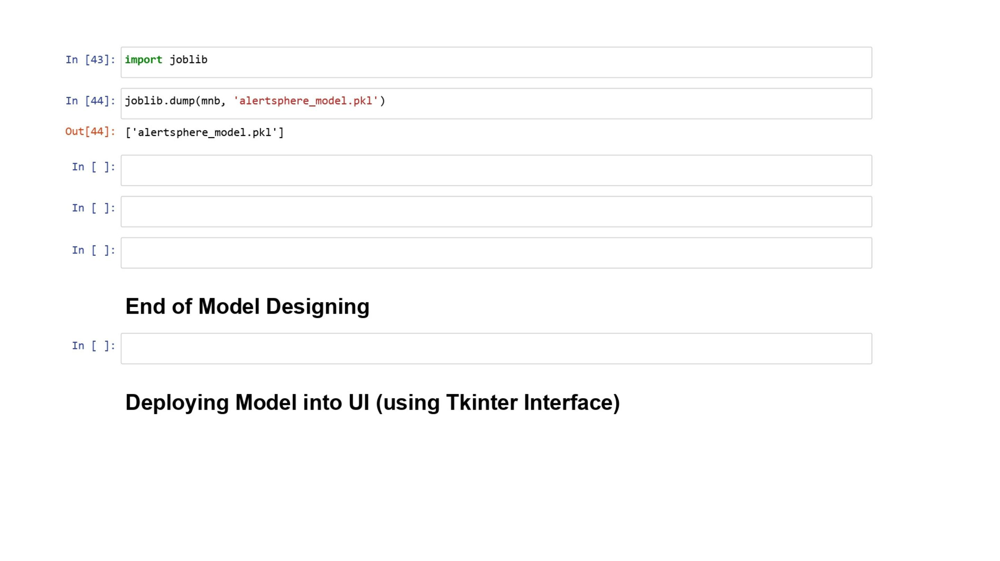 In [43]: import joblib
In [44]: joblib.dump(mnb, 'alertsphere_model.pkl')
Out[44]: ['alertsphere_model.pkl']
In [ ]:
In [ ]:
In [ ]:
End of Model Designing
In [ ]:
Deploying Model into UI (using Tkinter Interface)